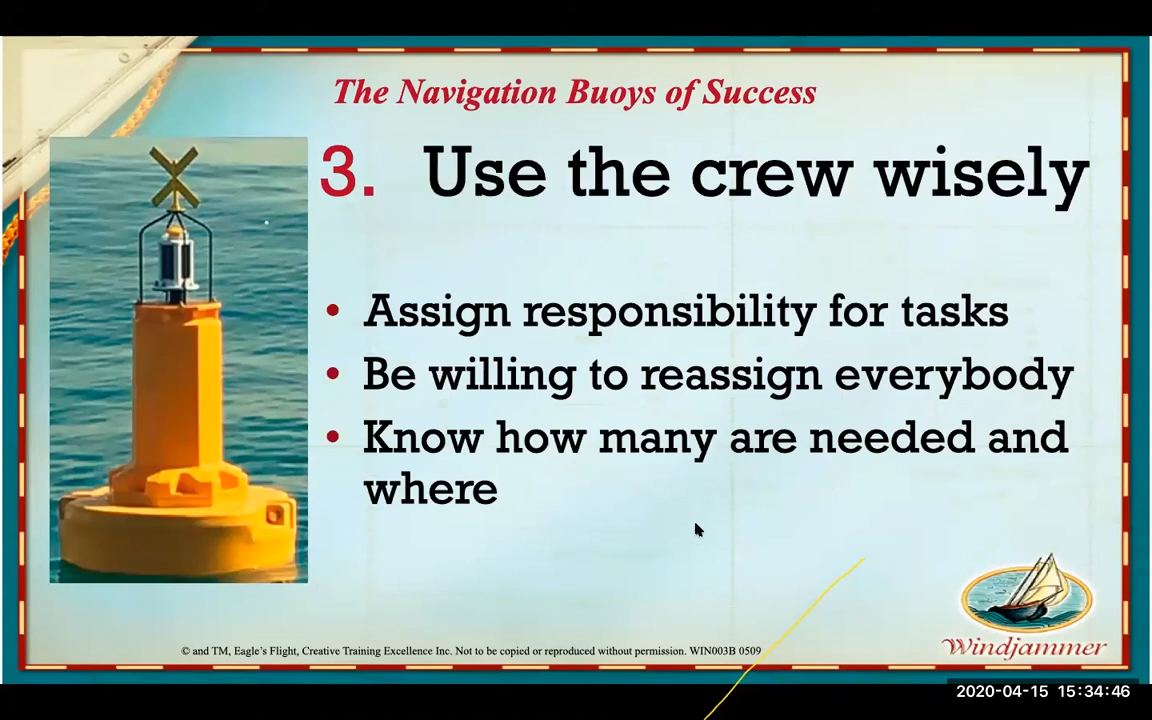 The Navigation Buoys of Success
3. Use the crew wisely
• Assign responsibility for tasks
• Be willing to reassign everybody
• Know how many are needed and
where
© and TM, Eagle's Flight, Creative Training Excellence Inc. Not to be copied or reproduced without permission. WIN003B 0509
Windjammer
2020-04-15 15:34:46